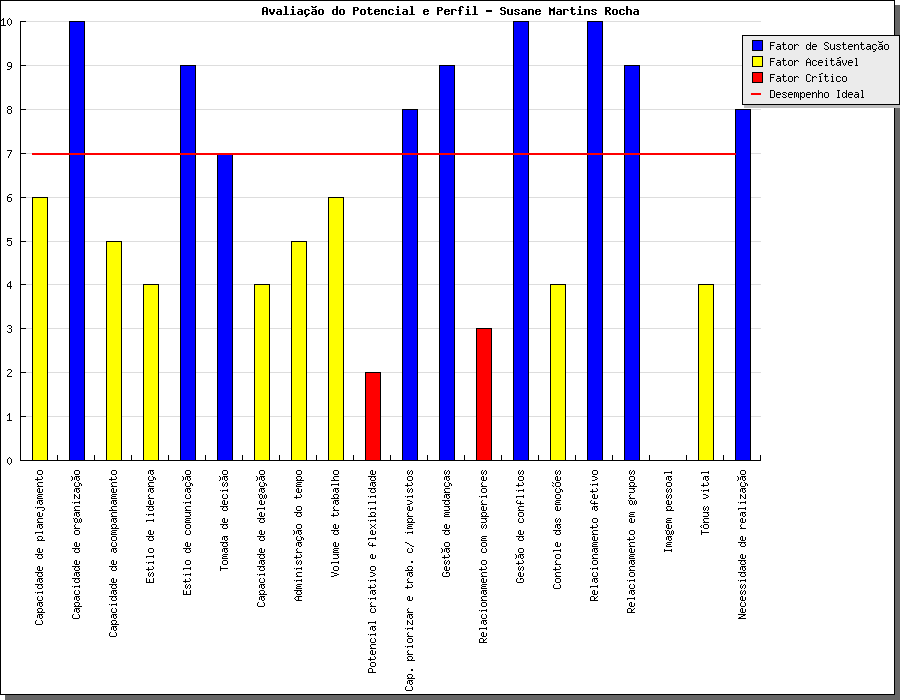 Avaliação do Potencial e Perfil - Susane Martins Rocha
Fator de Sustentação
Fator Aceitável
Fator Crítico
Desempenho Ideal
10
9
8
7
6
5
4
3
2
1
0
Capacidade de planejamento
Capacidade de organização
Capacidade de acompanhamento
Estilo de liderança
Estilo de comunicação
Tomada de decisão
Capacidade de delegação
Administração do tempo
Volume de trabalho
Potencial criativo e flexibilidade
Cap. priorizar e trab. c/ imprevistos
Gestão de mudanças
Relacionamento com superiores
Gestão de conflitos
Controle das emoções
Relacionamento afetivo
Relacionamento em grupos
Imagem pessoal
Tônus vital
Necessidade de realização